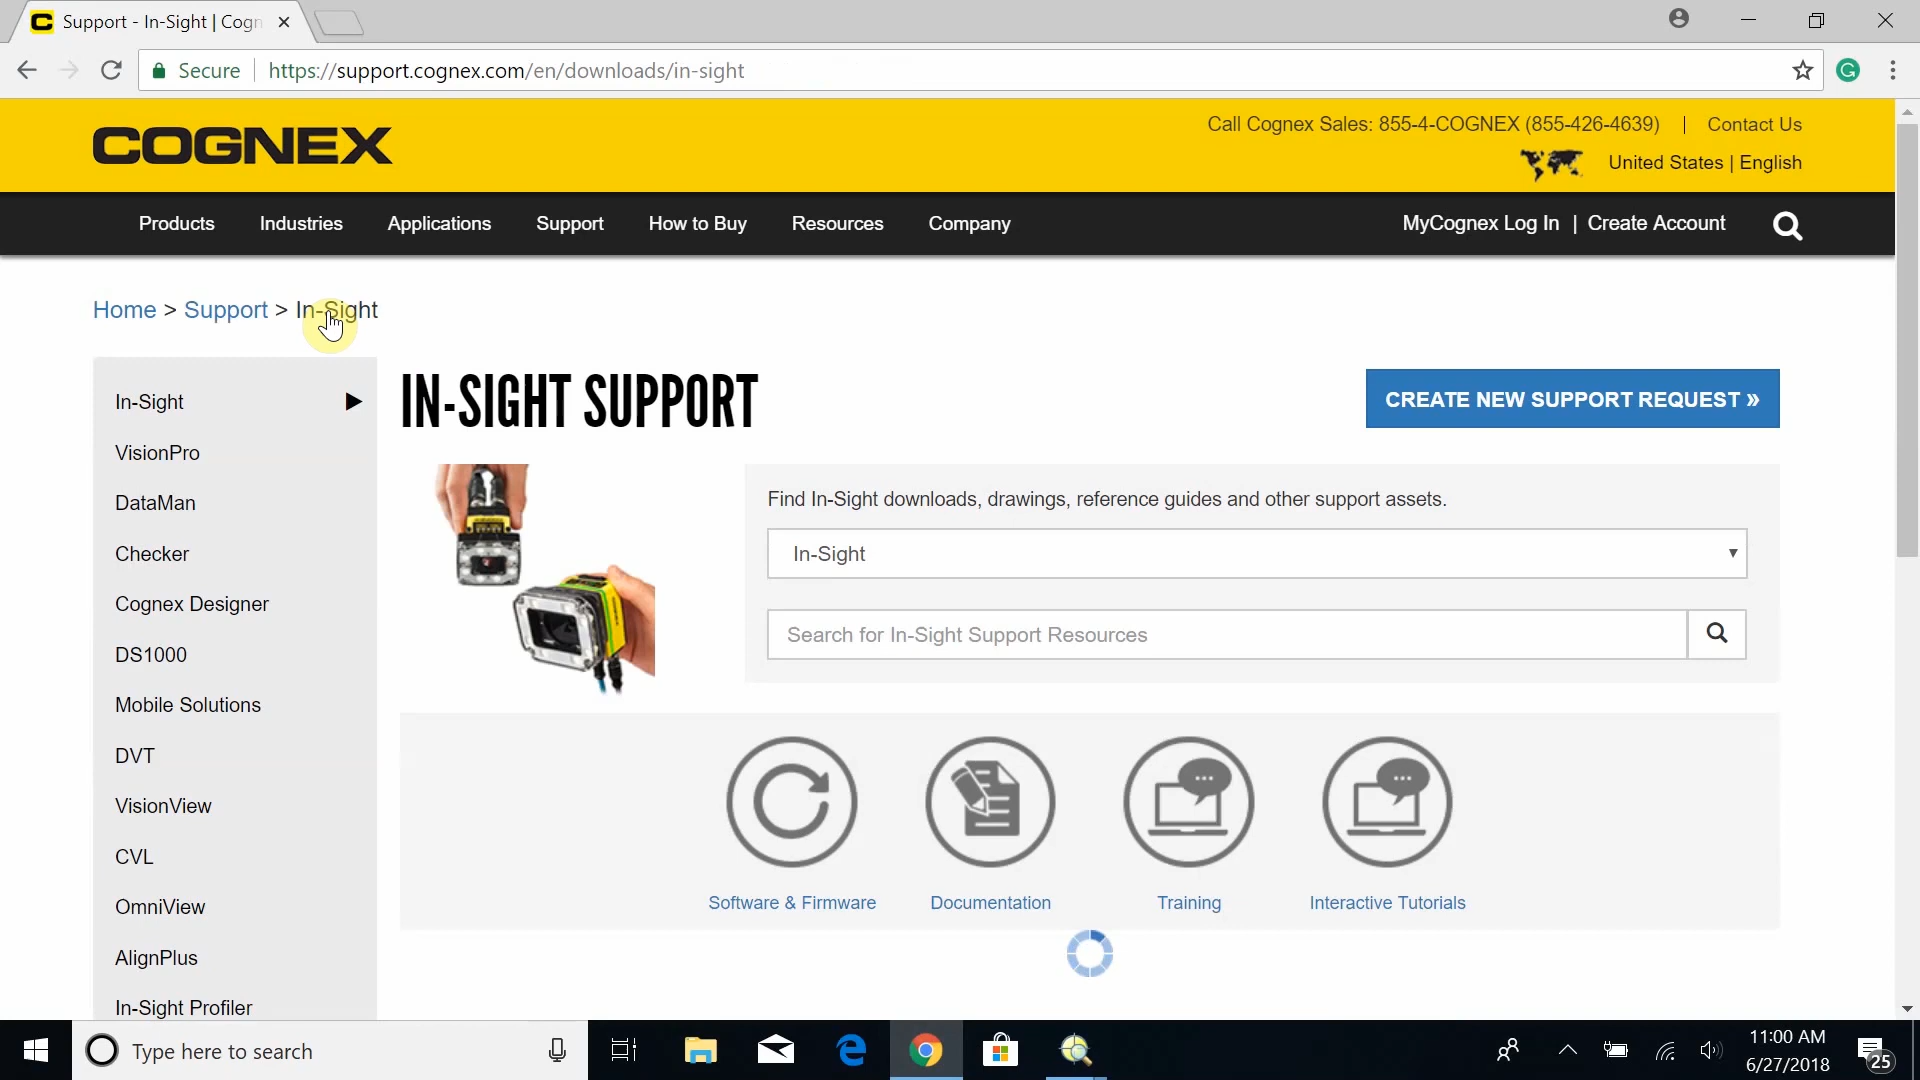 Support - In-Sight | Cogn
Secure
https://support.cognex.com/en/downloads/in-sight
Call Cognex Sales: 855-4-COGNEX (855-426-4639) | Contact Us
COGNEX
United States | English
Products Industries Applications Support How to Buy Resources Company MyCognex Log In | Create Account
Home > Support > In-Sight
In-Sight
VisionPro
DataMan
Checker
Cognex Designer
DS1000
Mobile Solutions
DVT
VisionView
CVL
OmniView
AlignPlus
In-Sight Profiler
IN-SIGHT SUPPORT
CREATE NEW SUPPORT REQUEST »
Find In-Sight downloads, drawings, reference guides and other support assets.
In-Sight
Search for In-Sight Support Resources
Software & Firmware Documentation Training Interactive Tutorials
Type here to search
11:00 AM
6/27/2018
25